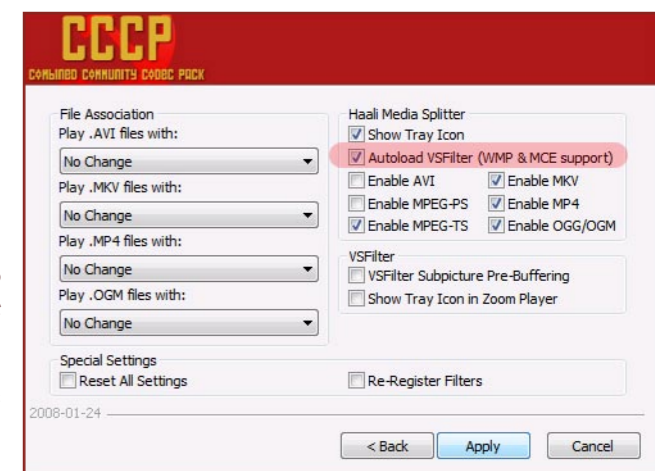 CCCP
COMBINED COMMUNITY CODEC PACK
File Association
Play .AVI files with:
No Change
Play .MKV files with:
No Change
Play .MP4 files with:
No Change
Play .OGM files with:
No Change
Haali Media Splitter
Show Tray Icon
Autoload VSFilter (WMP & MCE support)
Enable AVI Enable MKV
Enable MPEG-PS Enable MP4
Enable MPEG-TS Enable OGG/OGM
VSFilter
VSFilter Subpicture Pre-Buffering
Show Tray Icon in Zoom Player
Special Settings
Reset All Settings Re-Register Filters
2008-01-24
< Back Apply Cancel